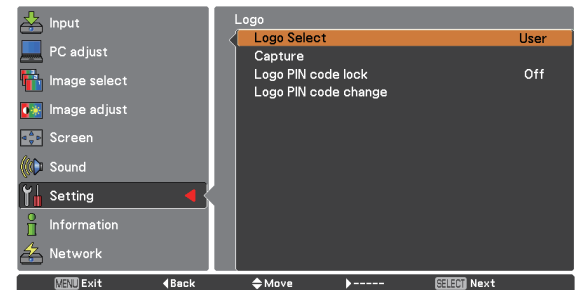 Input
PC adjust
Image select
Image adjust
Screen
Sound
Setting
Information
Network
Logo
Logo Select User
Capture
Logo PIN code lock Off
Logo PIN code change
MENU Exit Back Move ----- SELECT Next